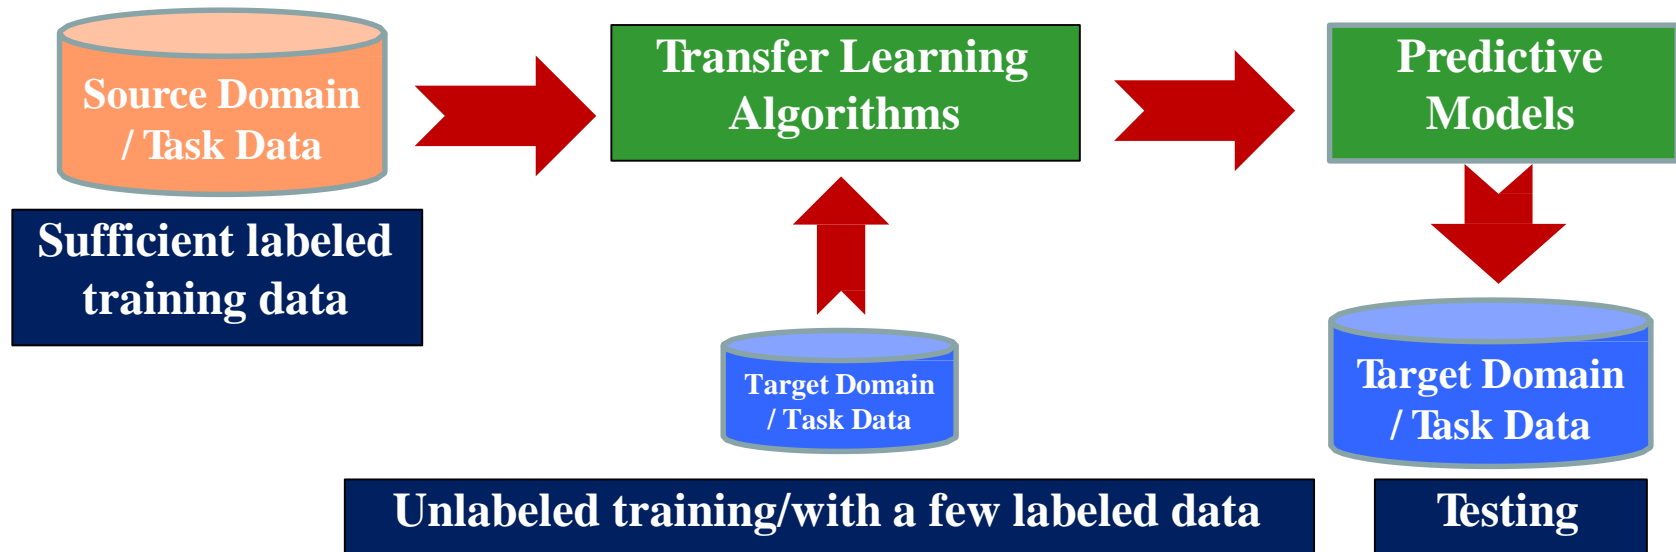 Source Domain
/ Task Data
Transfer Learning
Algorithms
Predictive
Models
Sufficient labeled
training data
Target Domain
/ Task Data
Target Domain
/ Task Data
Unlabeled training/with a few labeled data
Testing